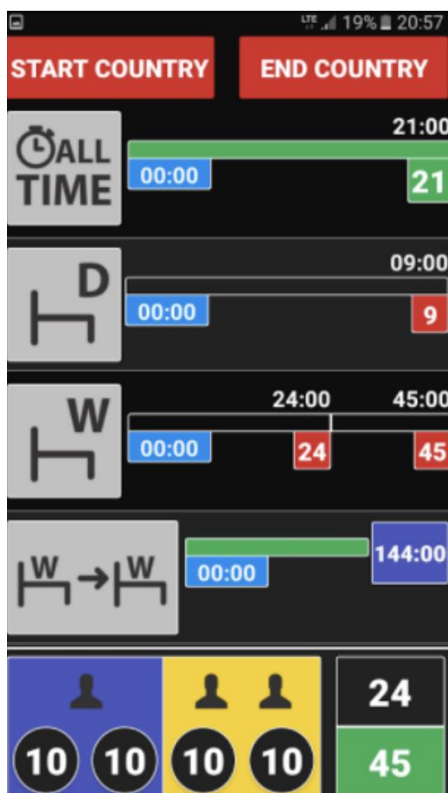 LTE 19% 20:57
START COUNTRY END COUNTRY
ALL TIME 21:00
00:00 21
D 09:00
00:00 9
W 24:00 45:00
00:00 24 45
W → W 144:00
00:00
24
10 10 10 10 45